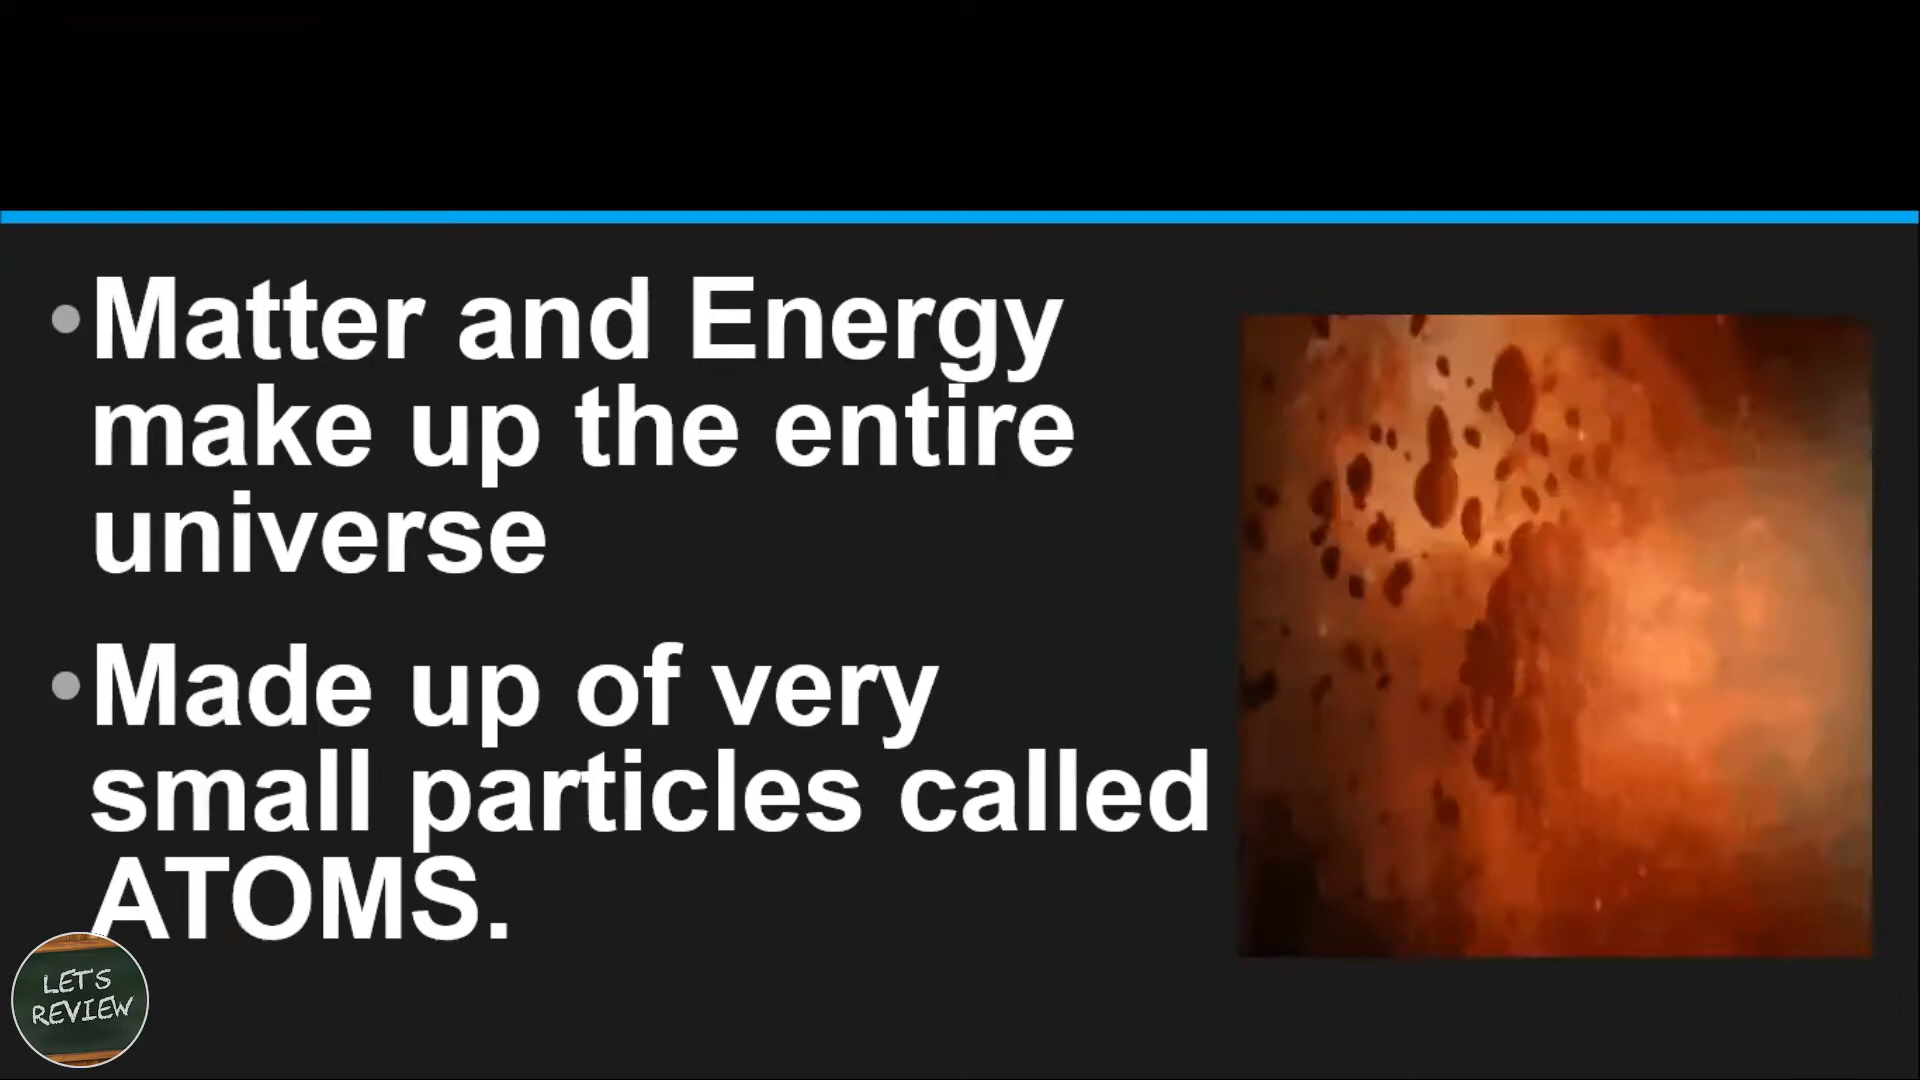 • Matter and Energy
make up the entire
universe
• Made up of very
small particles called
ATOMS.
LET'S
REVIEW